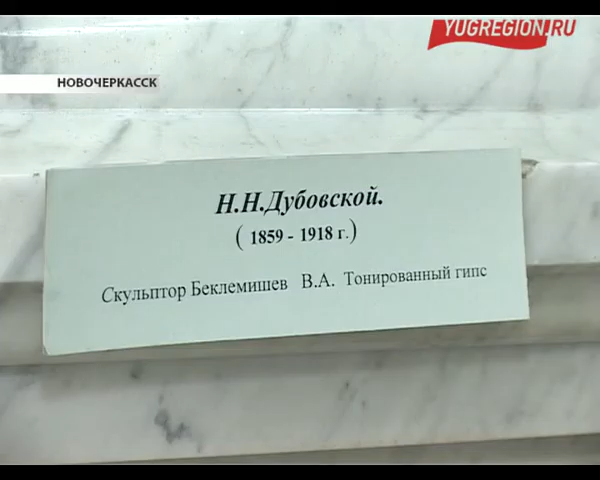 YUGREGION.RU
НОВОЧЕРКАССК
Н.Н.Дубовской.
( 1859 - 1918 г.)
Скульптор Беклемишев В.А. Тонированный гипс